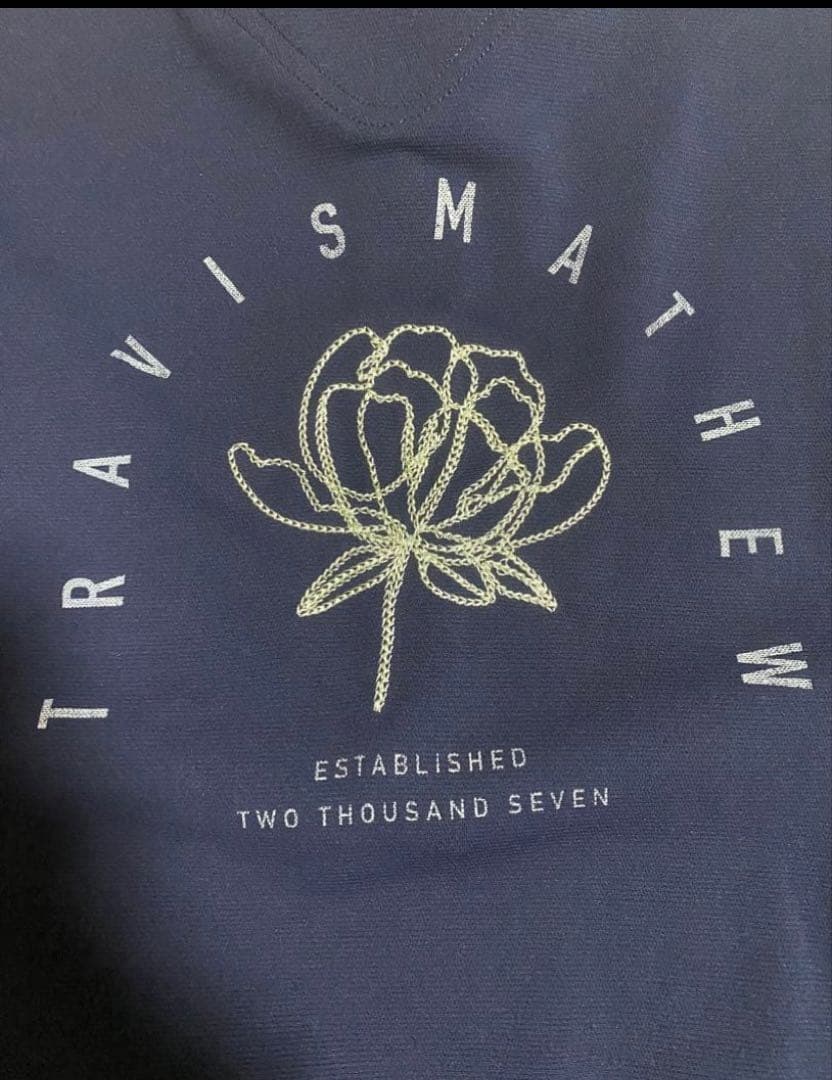 TRAVISMATHEW
ESTABLISHED
TWO THOUSAND SEVEN